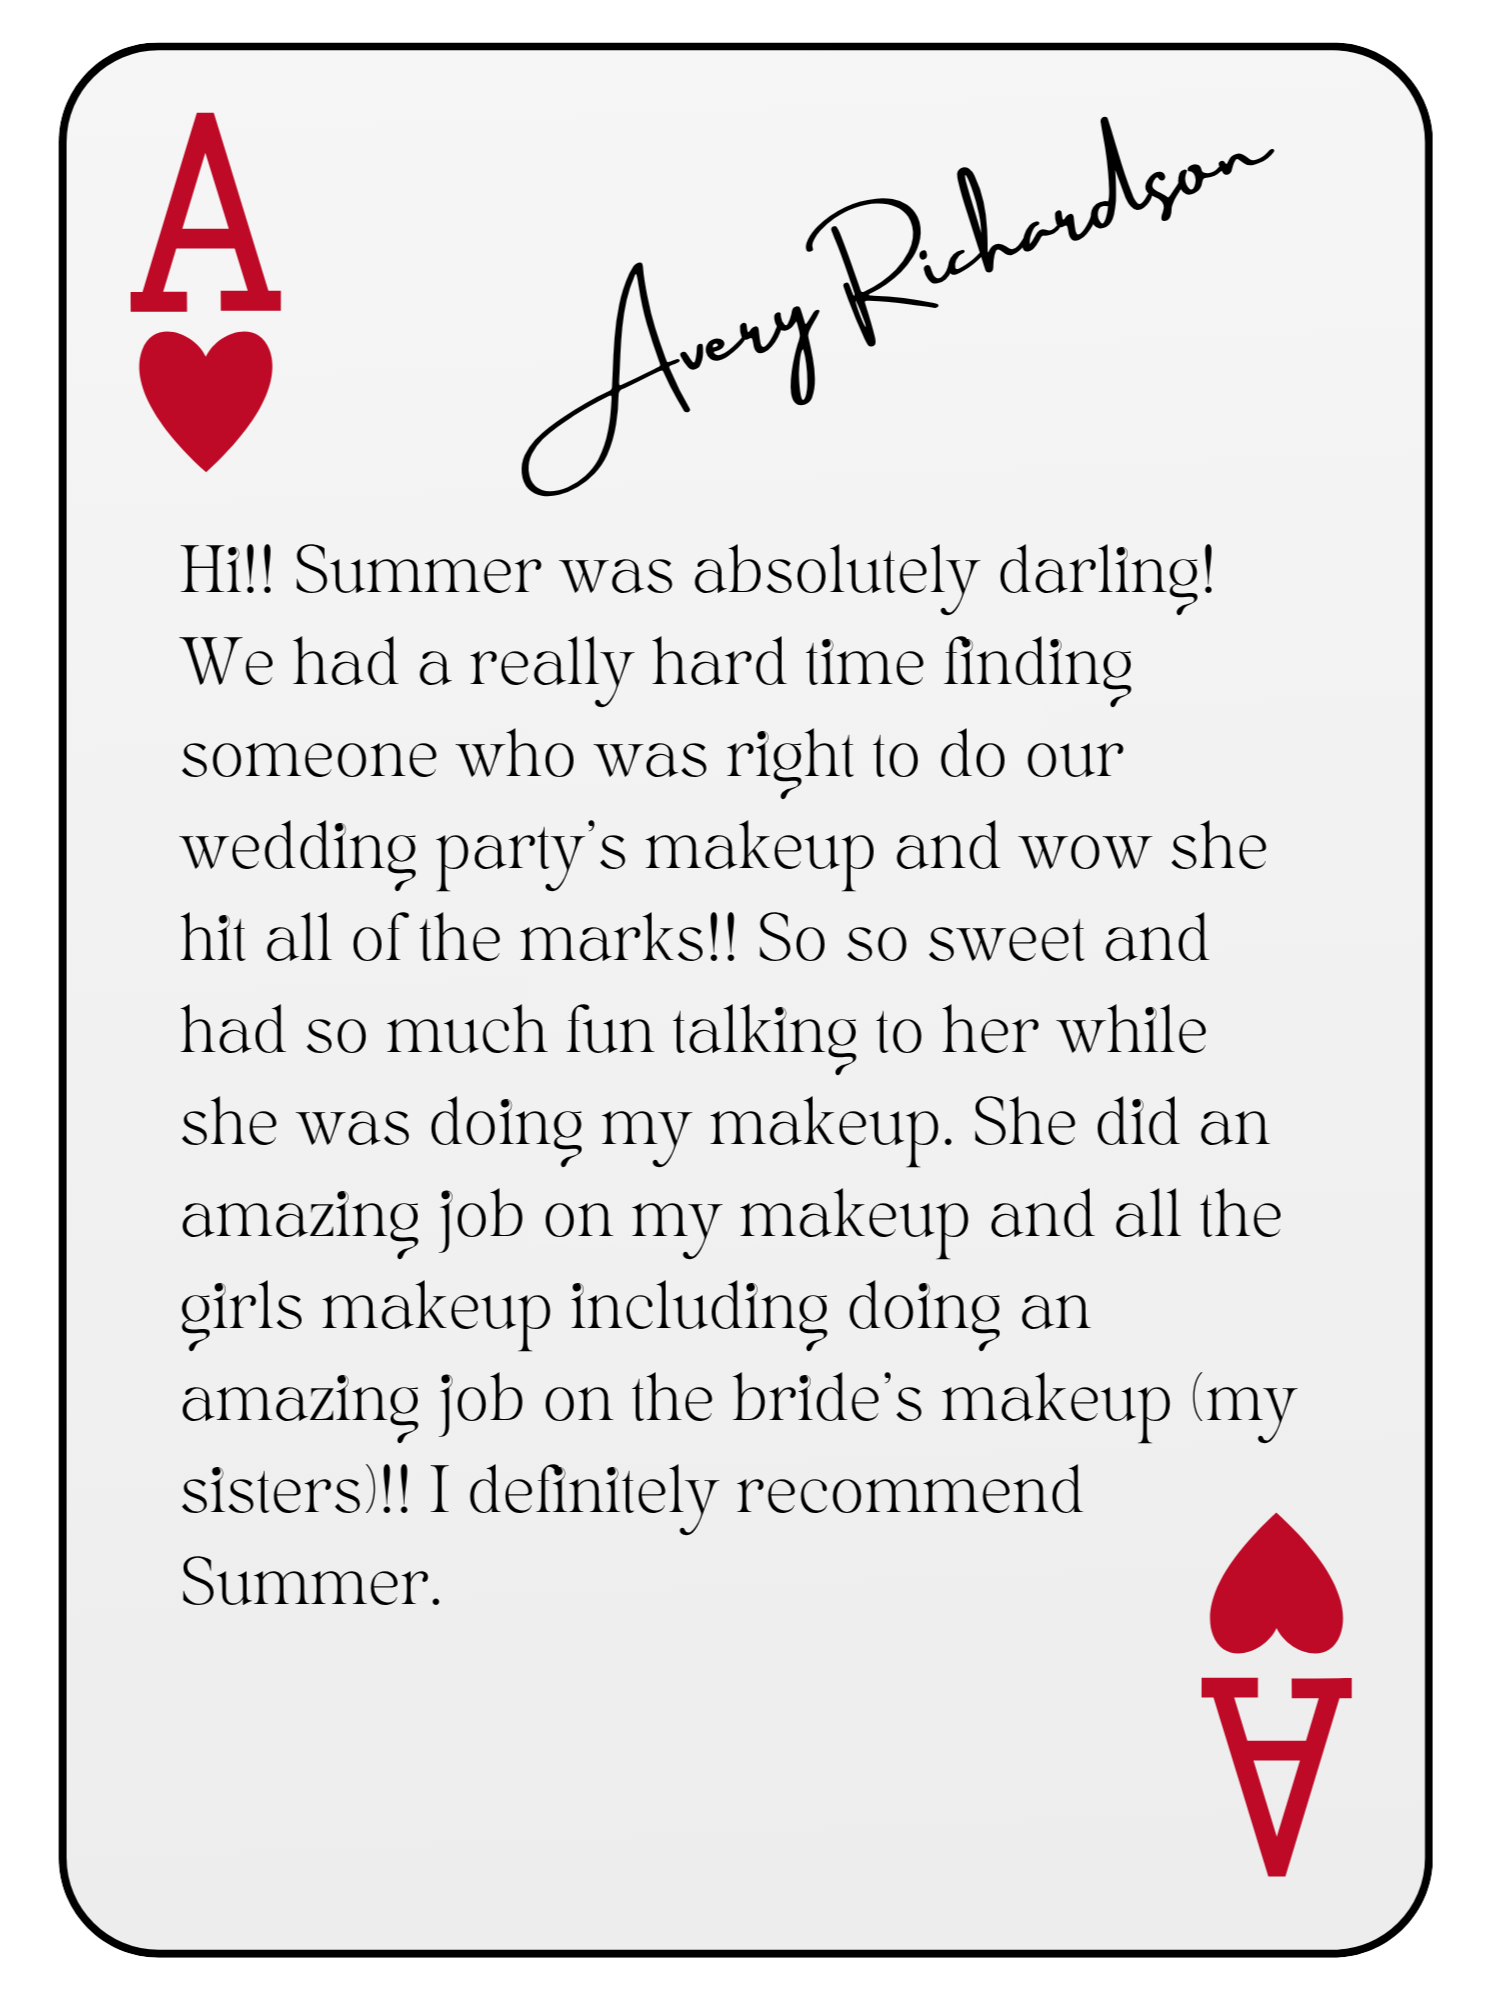 A
Avery Richardson
Hi!! Summer was absolutely darling!
We had a really hard time finding
someone who was right to do our
wedding party’s makeup and wow she
hit all of the marks!! So so sweet and
had so much fun talking to her while
she was doing my makeup. She did an
amazing job on my makeup and all the
girls makeup including doing an
amazing job on the bride’s makeup (my
sisters)!! I definitely recommend
Summer.
A